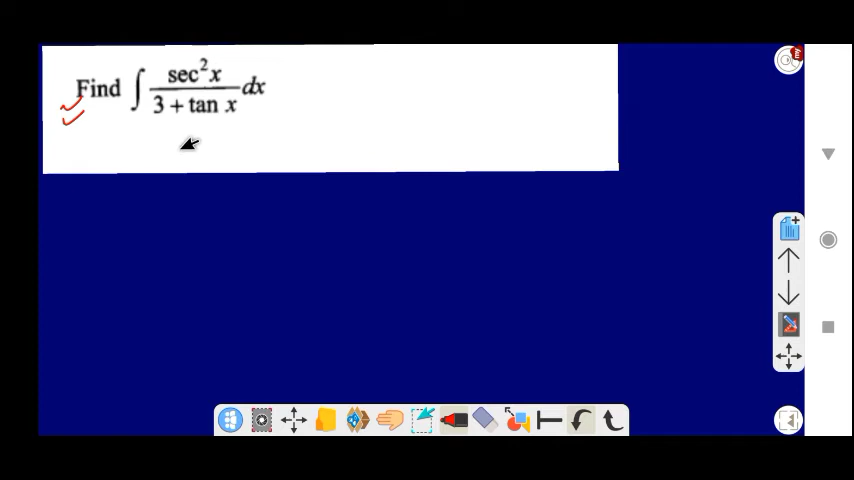 Find ∫ sec²x / (3 + tan x) dx